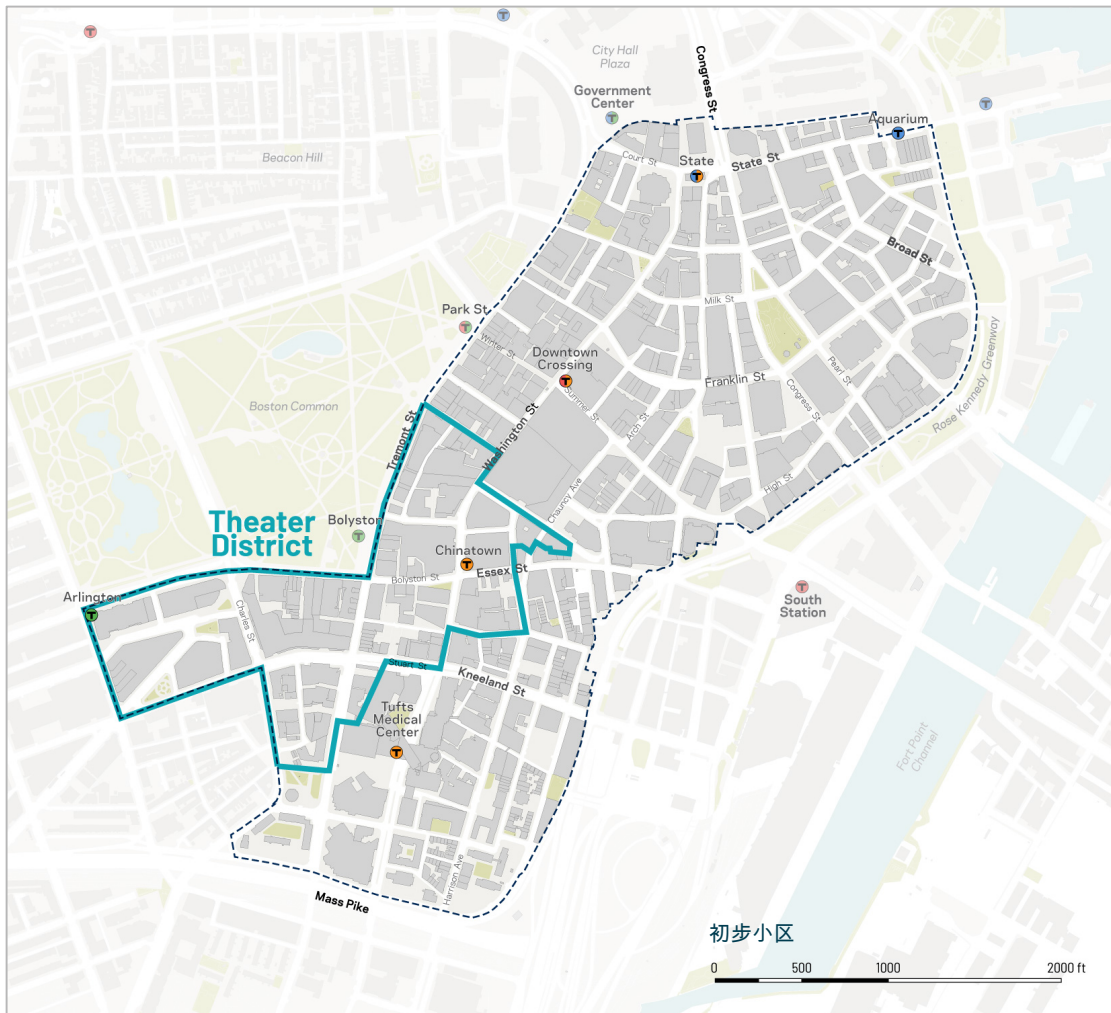 City Hall
Plaza
Congress St
Government
Center
Aquarium
Court St
State
State St
Beacon Hill
Broad St
Milk St
Park St
Winter St
Downtown
Crossing
Franklin St
Pearl St
Congress St
Rose Kennedy Greenway
Summer St
Arch St
Boston Common
Tremont St
Washington St
High St
Chauncy Ave
Theater
District
Bolyston
Chinatown
Essex St
Bolyston St
Arlington
South
Station
Charles St
Stuart St
Kneeland St
Tufts
Medical
Center
Fort Point
Channel
Harrison Ave
Mass Pike
初步小区
0 500 1000 2000 ft
T
T
T
T
T
T
T
T
T
T
T
T
T